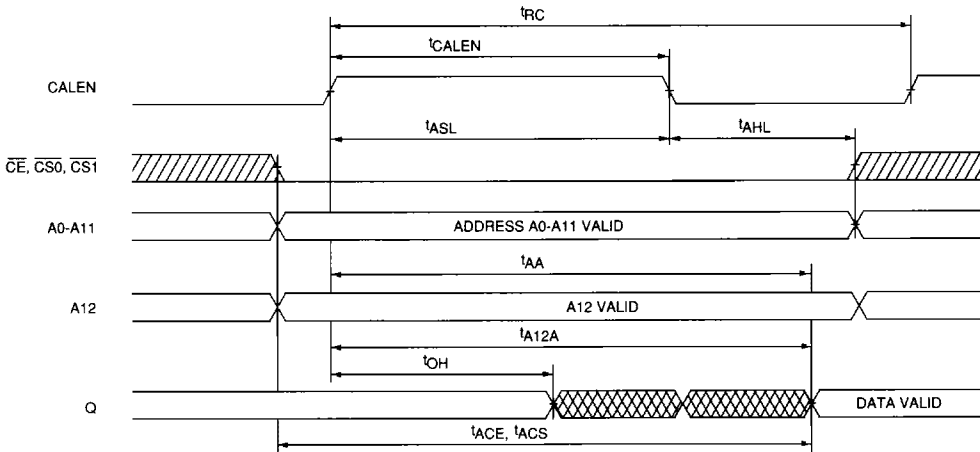 tRC
tCALEN
CALEN
tASL
tAHL
CE, CS0, CS1
A0-A11
ADDRESS A0-A11 VALID
tAA
A12
A12 VALID
tA12A
tOH
Q
DATA VALID
tACE, tACS